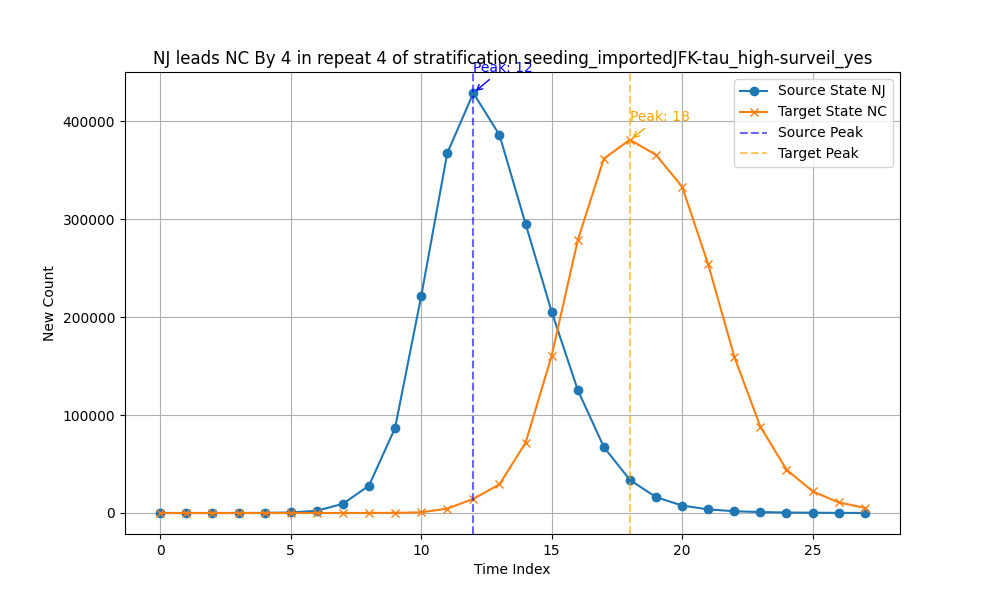 NJ leads NC By 4 in repeat 4 of stratification seeding_importedJFK-tau_high-surveil_yes
Peak: 12
Peak: 18
Source State NJ
Target State NC
Source Peak
Target Peak
400000
300000
200000
100000
0
New Count
0 5 10 15 20 25
Time Index